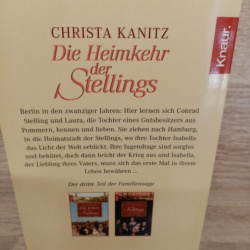 CHRISTA KANITZ
Die Heimkehr
der
Stellings
Knaur.
Berlin in den zwanziger Jahren: Hier lernen sich Conrad
Stelling und Laura, die Tochter eines Gutsbesitzers aus
Pommern, kennen und lieben. Sie ziehen nach Hamburg,
in die Heimatstadt der Stellings, wo ihre Tochter Isabella
das Licht der Welt erblickt. Ihre Jugendtage sind sorglos
und behütet, doch dann bricht der Krieg aus und Isabella,
der Liebling ihres Vaters, muss sich das erste Mal in ihrem
Leben bewähren ...
Der dritte Teil der Familiensaga